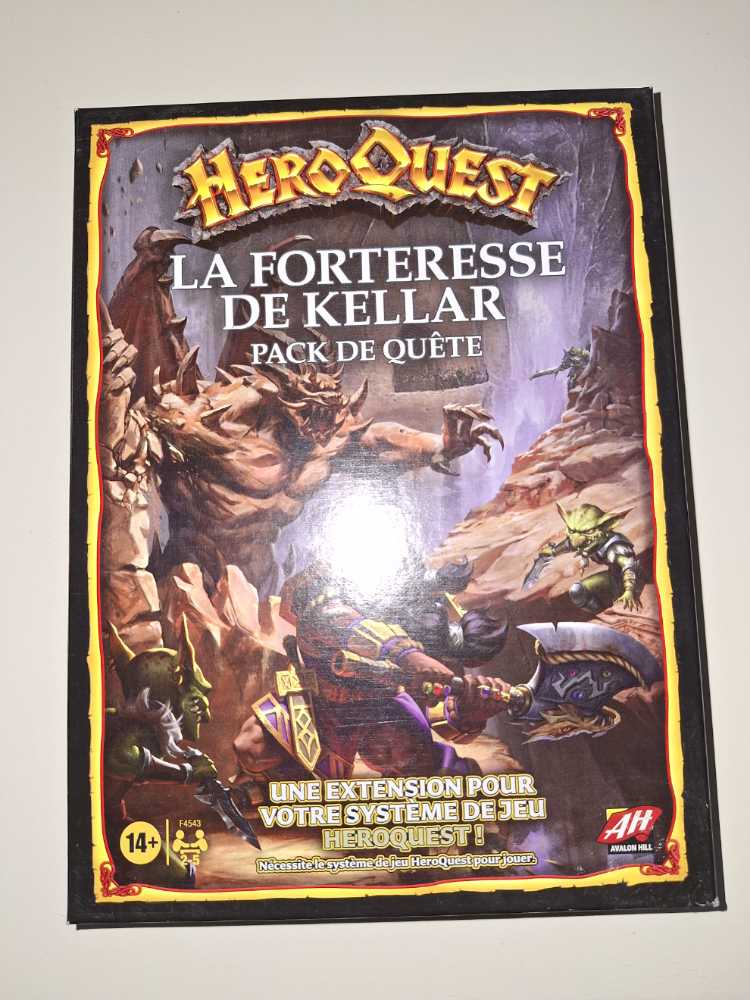 HEROQUEST
LA FORTERESSE
DE KELLAR
PACK DE QUÊTE
UNE EXTENSION POUR
VOTRE SYSTÈME DE JEU
HEROQUEST !
Nécessite le système de jeu HeroQuest pour jouer.
14+
F4543
2-5
AH
AVALON HILL